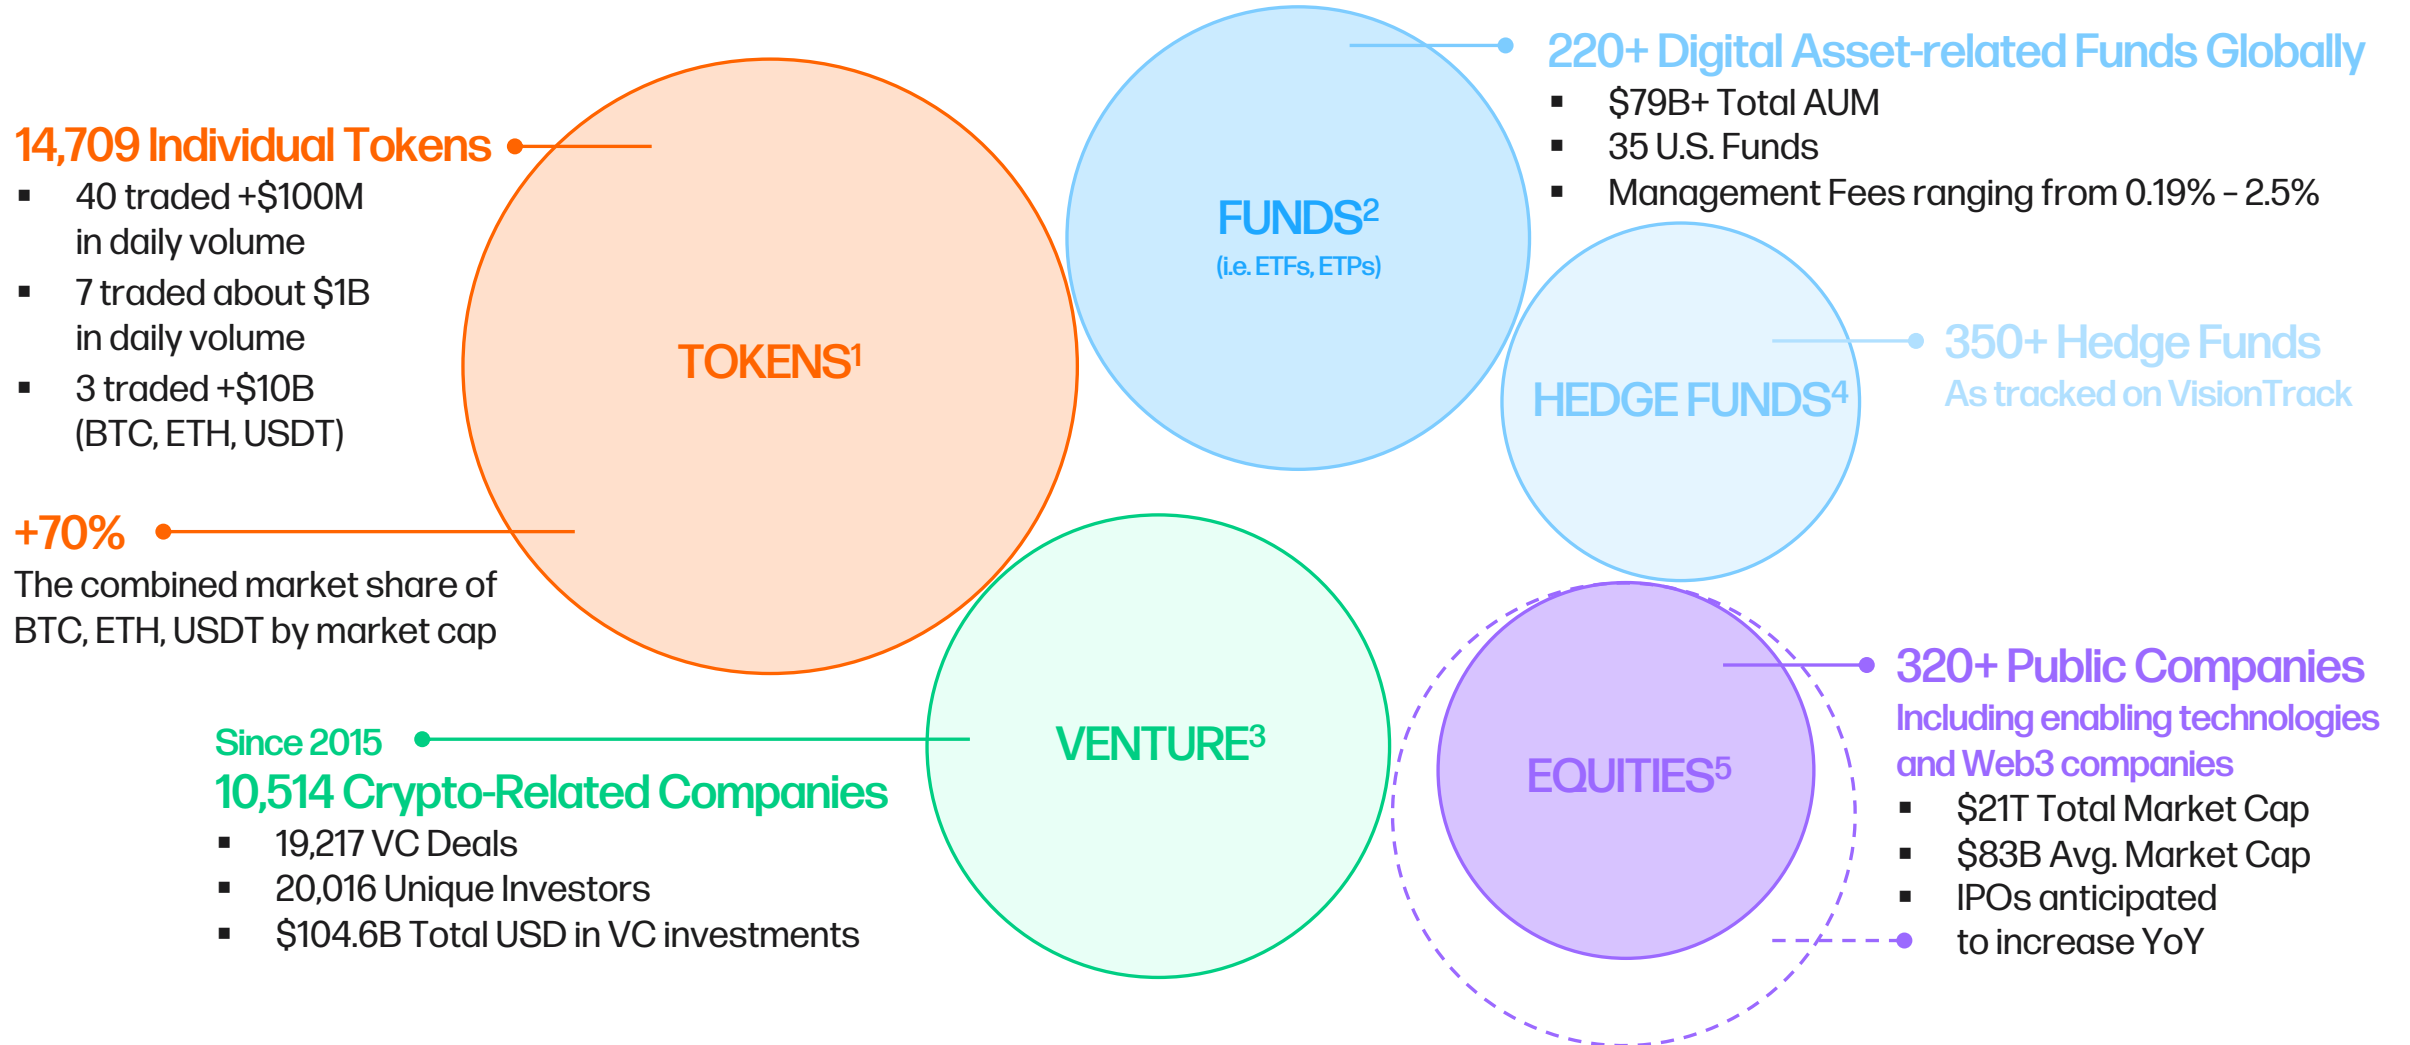 14,709 Individual Tokens
▪ 40 traded +$100M
in daily volume
▪ 7 traded about $1B
in daily volume
▪ 3 traded +$10B
(BTC, ETH, USDT)
+70%
The combined market share of
BTC, ETH, USDT by market cap
TOKENS¹
FUNDS²
(i.e. ETFs, ETPs)
220+ Digital Asset-related Funds Globally
▪ $79B+ Total AUM
▪ 35 U.S. Funds
▪ Management Fees ranging from 0.19% – 2.5%
HEDGE FUNDS⁴
350+ Hedge Funds
As tracked on VisionTrack
Since 2015
10,514 Crypto-Related Companies
▪ 19,217 VC Deals
▪ 20,016 Unique Investors
▪ $104.6B Total USD in VC investments
VENTURE³
EQUITIES⁵
320+ Public Companies
Including enabling technologies
and Web3 companies
▪ $21T Total Market Cap
▪ $83B Avg. Market Cap
▪ IPOs anticipated
to increase YoY